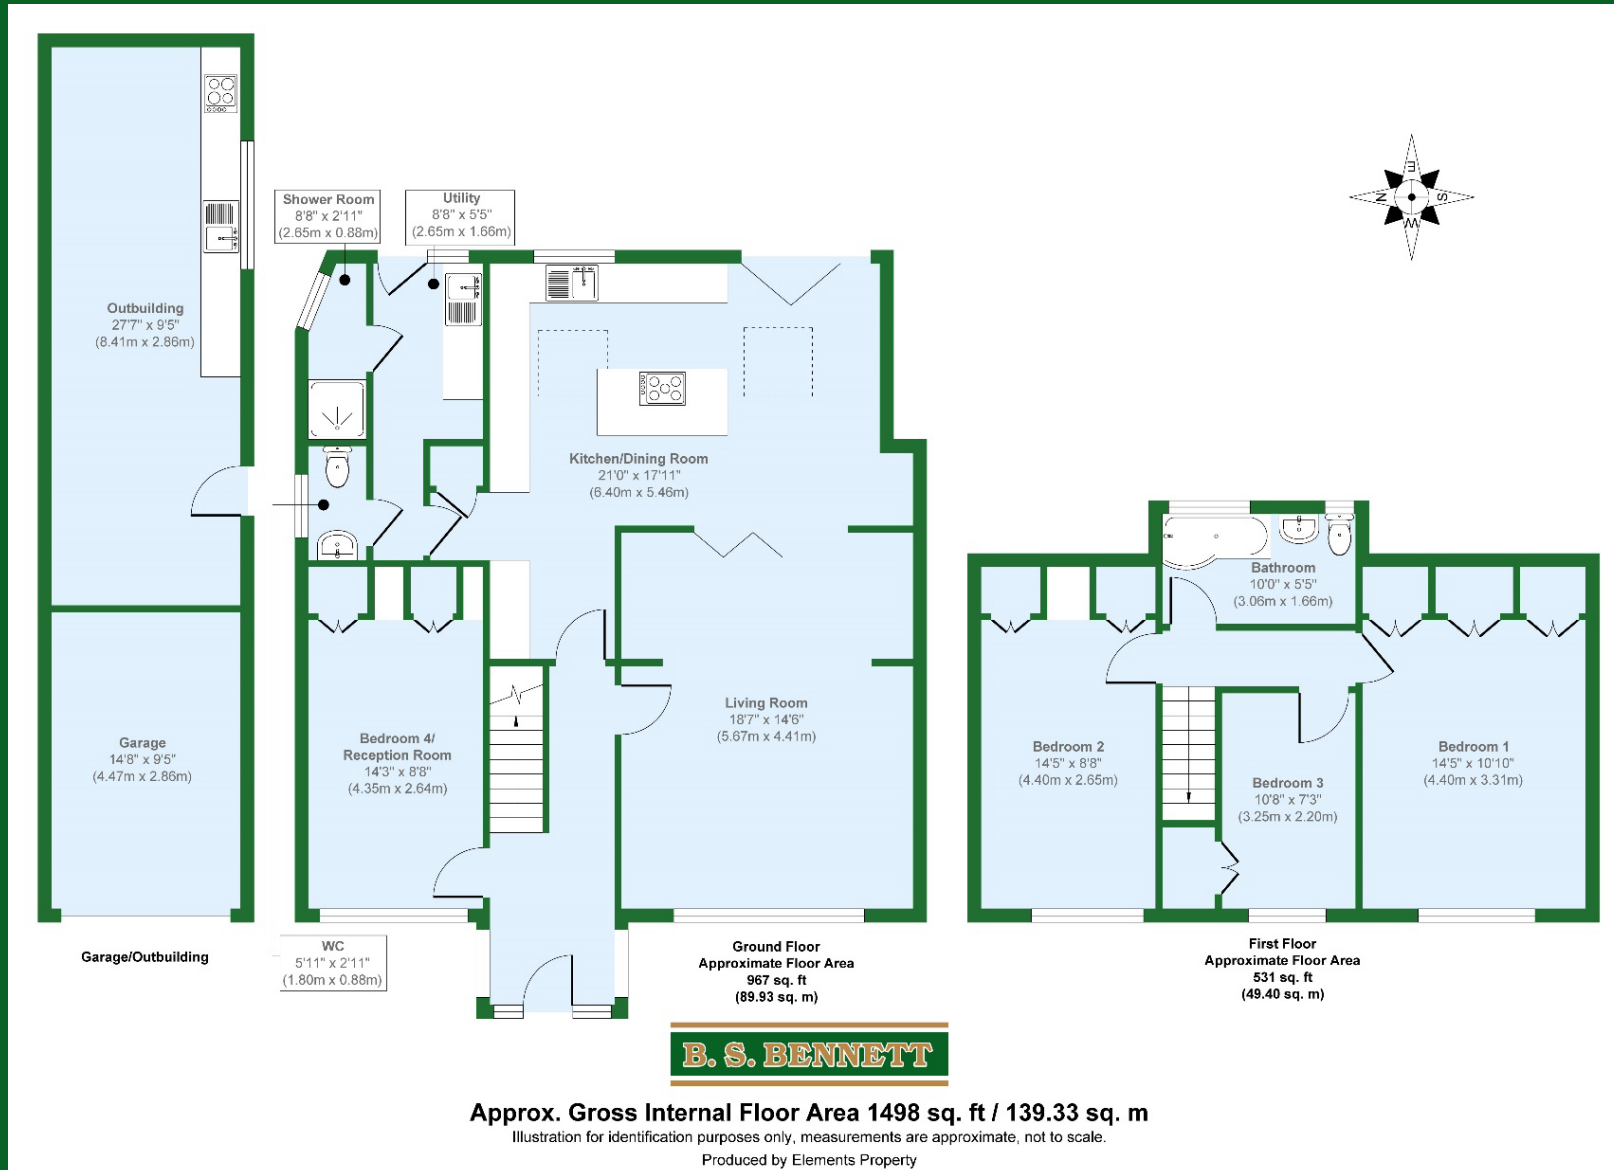 Shower Room
8'8" x 2'11"
(2.65m x 0.88m)
Utility
8'8" x 5'5"
(2.65m x 1.66m)
E
N
S
W
Outbuilding
27'7" x 9'5"
(8.41m x 2.86m)
Kitchen/Dining Room
21'0" x 17'11"
(6.40m x 5.46m)
Bathroom
10'0" x 5'5"
(3.06m x 1.66m)
Garage
14'8" x 9'5"
(4.47m x 2.86m)
Bedroom 4/
Reception Room
14'3" x 8'8"
(4.35m x 2.64m)
Living Room
18'7" x 14'6"
(5.67m x 4.41m)
Bedroom 2
14'5" x 8'8"
(4.40m x 2.65m)
Bedroom 3
10'8" x 7'3"
(3.25m x 2.20m)
Bedroom 1
14'5" x 10'10"
(4.40m x 3.31m)
Garage/Outbuilding
WC
5'11" x 2'11"
(1.80m x 0.88m)
Ground Floor
Approximate Floor Area
967 sq. ft
(89.93 sq. m)
First Floor
Approximate Floor Area
531 sq. ft
(49.40 sq. m)
B. S. BENNETT
Approx. Gross Internal Floor Area 1498 sq. ft / 139.33 sq. m
Illustration for identification purposes only, measurements are approximate, not to scale.
Produced by Elements Property